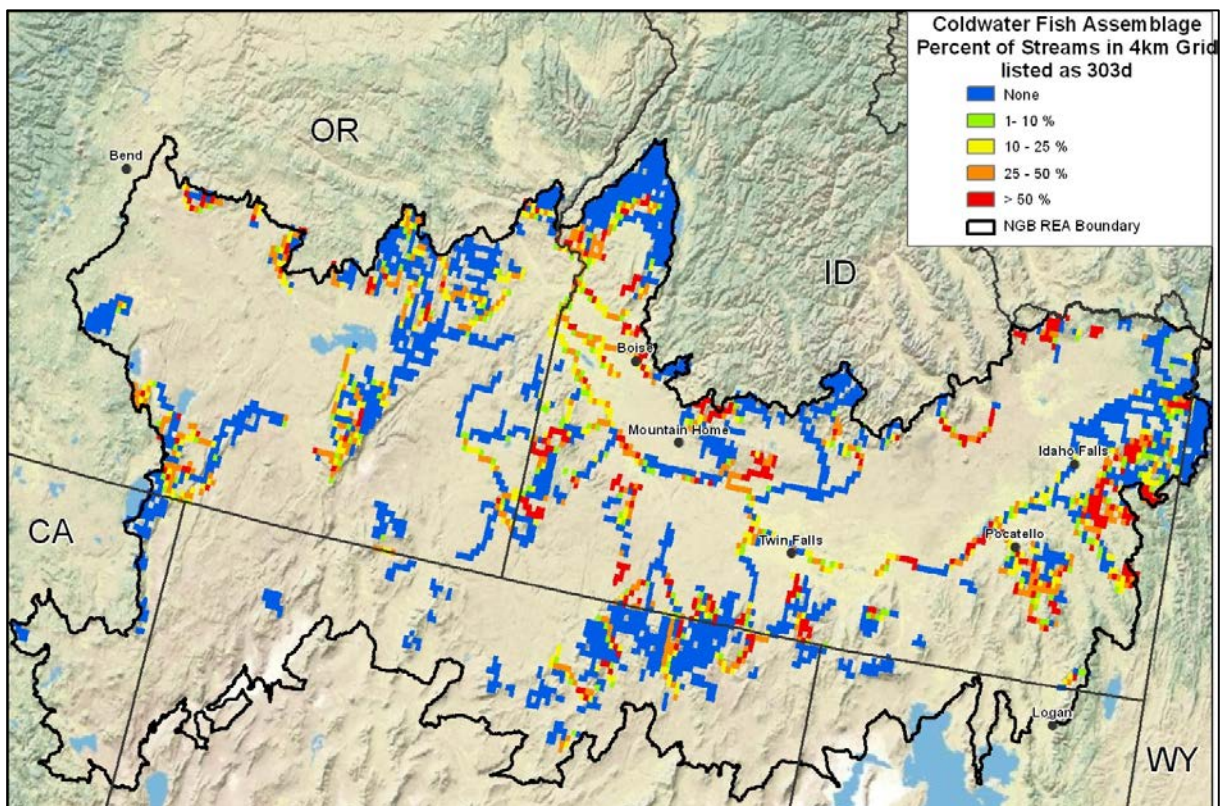 Coldwater Fish Assemblage
Percent of Streams in 4km Grid
listed as 303d
None
1- 10 %
10 - 25 %
25 - 50 %
> 50 %
NGB REA Boundary
OR
Bend
ID
Boise
Mountain Home
Idaho Falls
CA
Twin Falls
Pocatello
Logan
WY